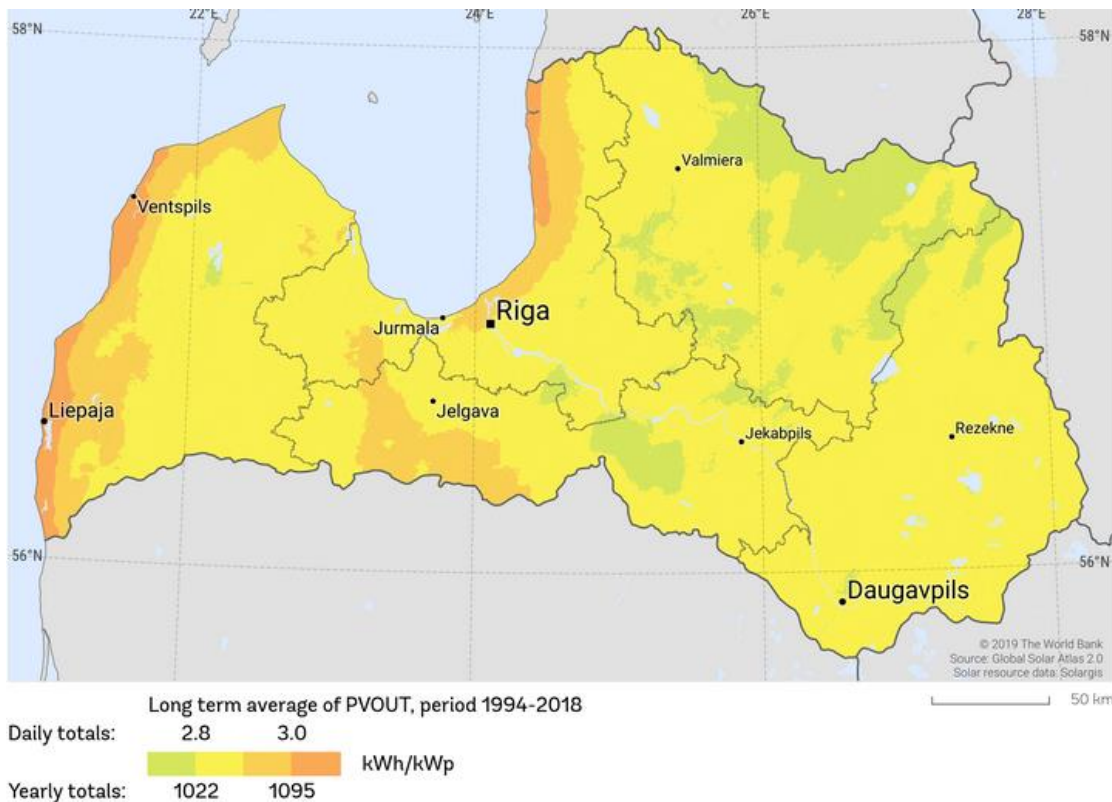 22°E 24°E 26°E 28°E
58°N 58°N
Valmiera
Ventspils
Riga
Jurmala
Liepaja
Jelgava
Jekabpils
Rezekne
56°N 56°N
Daugavpils
© 2019 The World Bank
Source: Global Solar Atlas 2.0
Solar resource data: Solargis
50 km
Long term average of PVOUT, period 1994-2018
Daily totals: 2.8 3.0
kWh/kWp
Yearly totals: 1022 1095